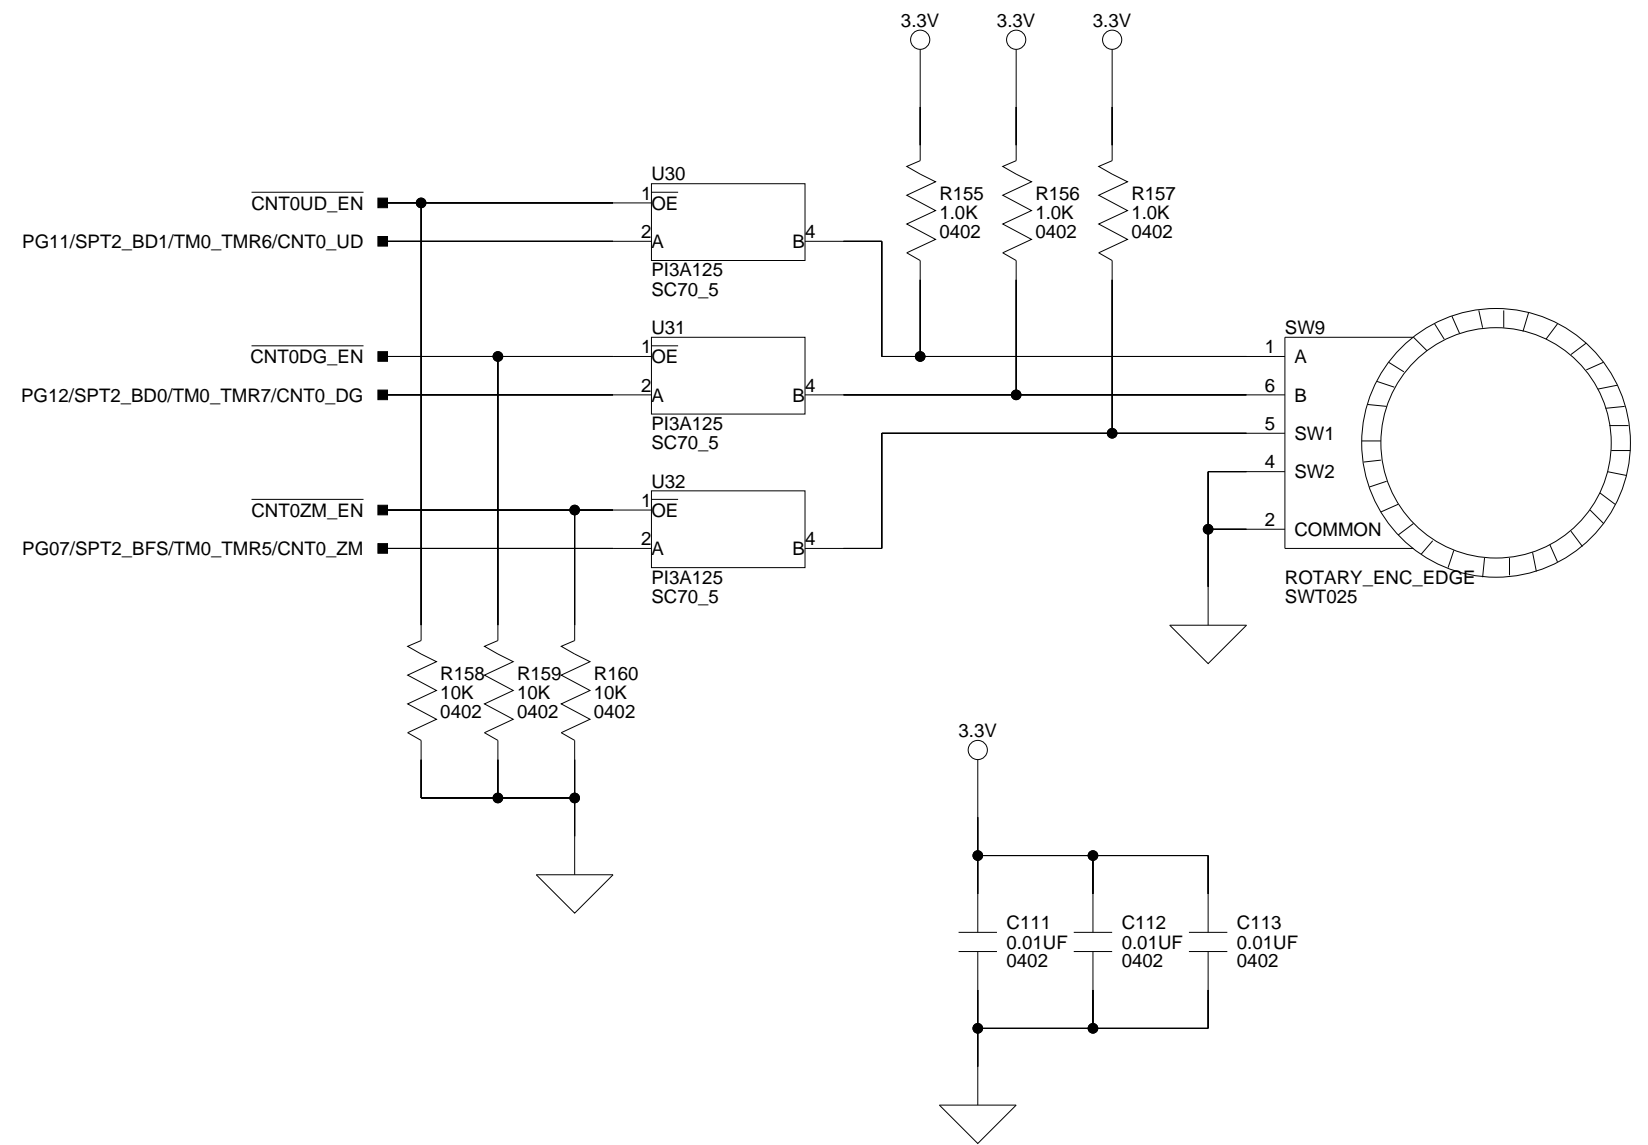 3.3V 3.3V 3.3V
R155 R156 R157
1.0K 1.0K 1.0K
0402 0402 0402
U30
CNT0UD_EN 1 OE
PG11/SPT2_BD1/TM0_TMR6/CNT0_UD 2 A B 4
PI3A125
SC70_5
U31
CNT0DG_EN 1 OE
PG12/SPT2_BD0/TM0_TMR7/CNT0_DG 2 A B 4
PI3A125
SC70_5
U32
CNT0ZM_EN 1 OE
PG07/SPT2_BFS/TM0_TMR5/CNT0_ZM 2 A B 4
PI3A125
SC70_5
SW9
1 A
6 B
5 SW1
4 SW2
2 COMMON
ROTARY_ENC_EDGE
SWT025
R158 R159 R160
10K 10K 10K
0402 0402 0402
3.3V
C111 C112 C113
0.01UF 0.01UF 0.01UF
0402 0402 0402